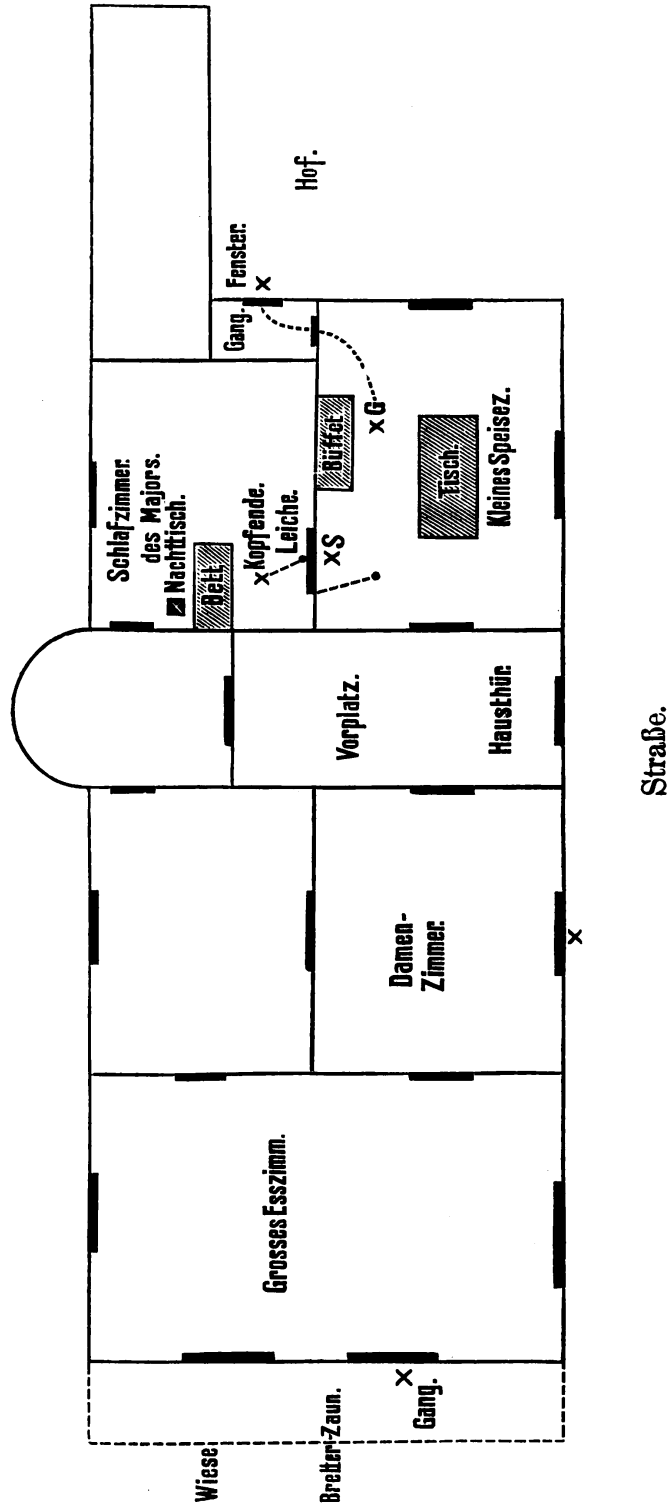 Wiese
Bretter-Zaun.
Gang.
Grosses Esszimm.
Damen-
Zimmer.
Vorplatz.
Hausthür.
Schlafzimmer.
des Majors.
Nachttisch.
Bett
Kopfende.
Leiche.
S
Büffet
G
Tisch.
Kleines Speisez.
Gang.
Fenster.
Hof.
Straße.